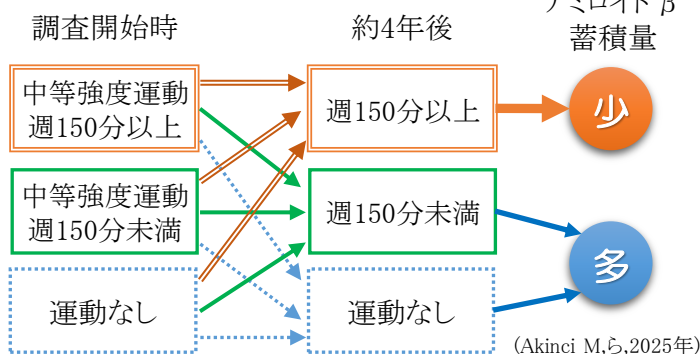 調査開始時
約4年後
アミロイドβ
蓄積量
中等強度運動
週150分以上
週150分以上
少
中等強度運動
週150分未満
週150分未満
多
運動なし
運動なし
(Akinci M,ら,2025年)